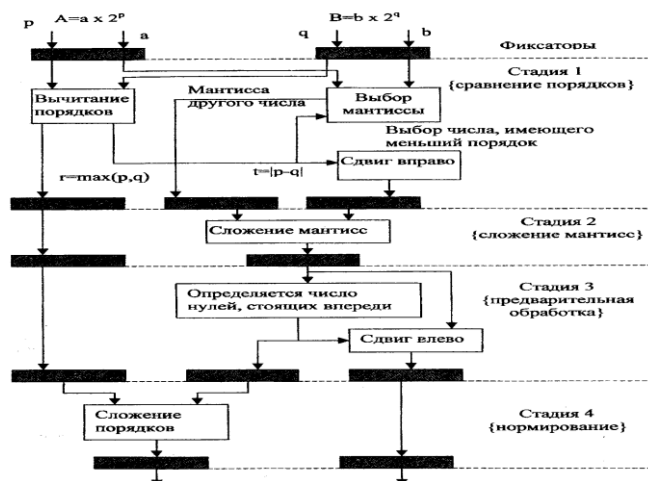 p A=a x 2^p a
q B=b x 2^q b
Фиксаторы
Стадия 1
{сравнение порядков}
Вычитание
порядков
Мантисса
другого числа
Выбор
мантиссы
Выбор числа, имеющего
меньший порядок
r=max(p,q)
t=|p-q|
Сдвиг вправо
Стадия 2
{сложение мантисс}
Сложение мантисс
Стадия 3
{предварительная
обработка}
Определяется число
нулей, стоящих впереди
Сдвиг влево
Стадия 4
{нормирование}
Сложение
порядков